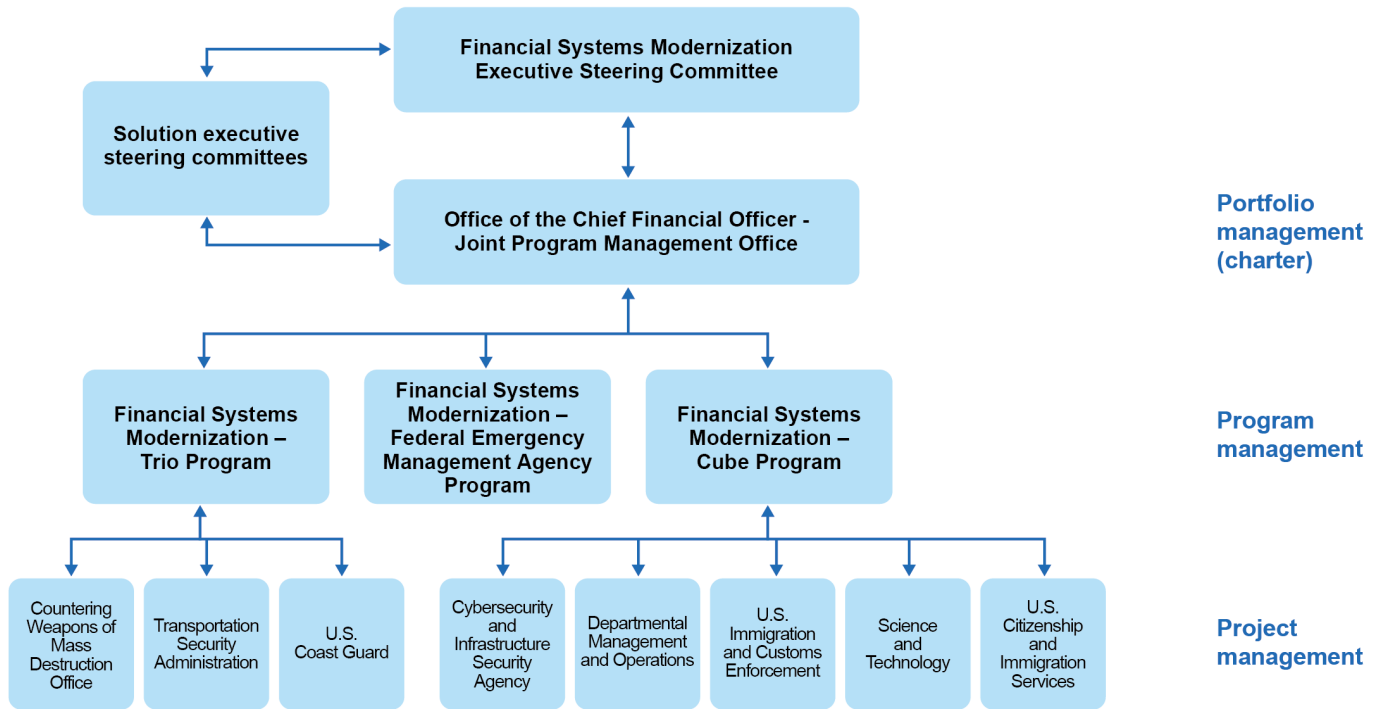 Financial Systems Modernization
Executive Steering Committee
Solution executive
steering committees
Office of the Chief Financial Officer -
Joint Program Management Office
Portfolio
management
(charter)
Financial Systems
Modernization –
Trio Program
Financial Systems
Modernization –
Federal Emergency
Management Agency
Program
Financial Systems
Modernization –
Cube Program
Program
management
Countering
Weapons of
Mass
Destruction
Office
Transportation
Security
Administration
U.S.
Coast Guard
Cybersecurity
and
Infrastructure
Security
Agency
Departmental
Management
and Operations
U.S.
Immigration
and Customs
Enforcement
Science
and
Technology
U.S.
Citizenship
and
Immigration
Services
Project
management